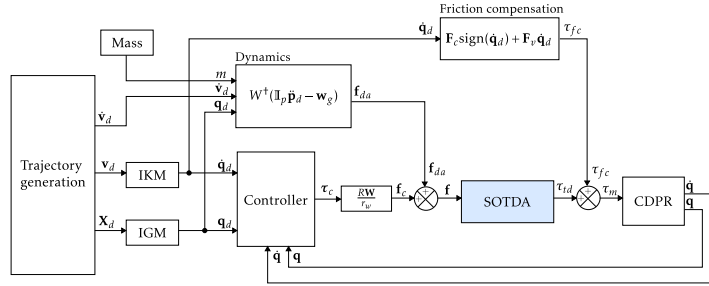 Friction compensation
q̇_d
F_c sign(q̇_d) + F_v q̇_d
τ_fc
Mass
Dynamics
m
v̇_d
q_d
W†(𝕀_p p̈_d − w_g)
f_da
v̇_d
Trajectory
generation
v_d
IKM
q̇_d
X_d
IGM
q_d
Controller
τ_c
RW
r_w
f_c
f_da
+
+
f
SOTDA
τ_td
τ_fc
+
+
τ_m
CDPR
q̇
q
q̇
q